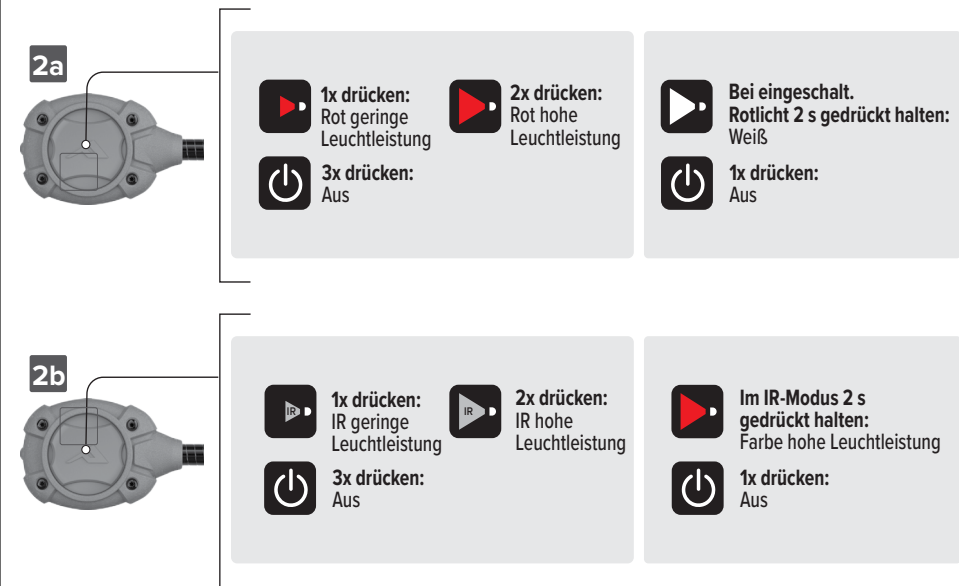 2a
1x drücken:
Rot geringe
Leuchtleistung
2x drücken:
Rot hohe
Leuchtleistung
3x drücken:
Aus
Bei eingeschalt.
Rotlicht 2 s gedrückt halten:
Weiß
1x drücken:
Aus
2b
IR
1x drücken:
IR geringe
Leuchtleistung
IR
2x drücken:
IR hohe
Leuchtleistung
3x drücken:
Aus
Im IR-Modus 2 s
gedrückt halten:
Farbe hohe Leuchtleistung
1x drücken:
Aus